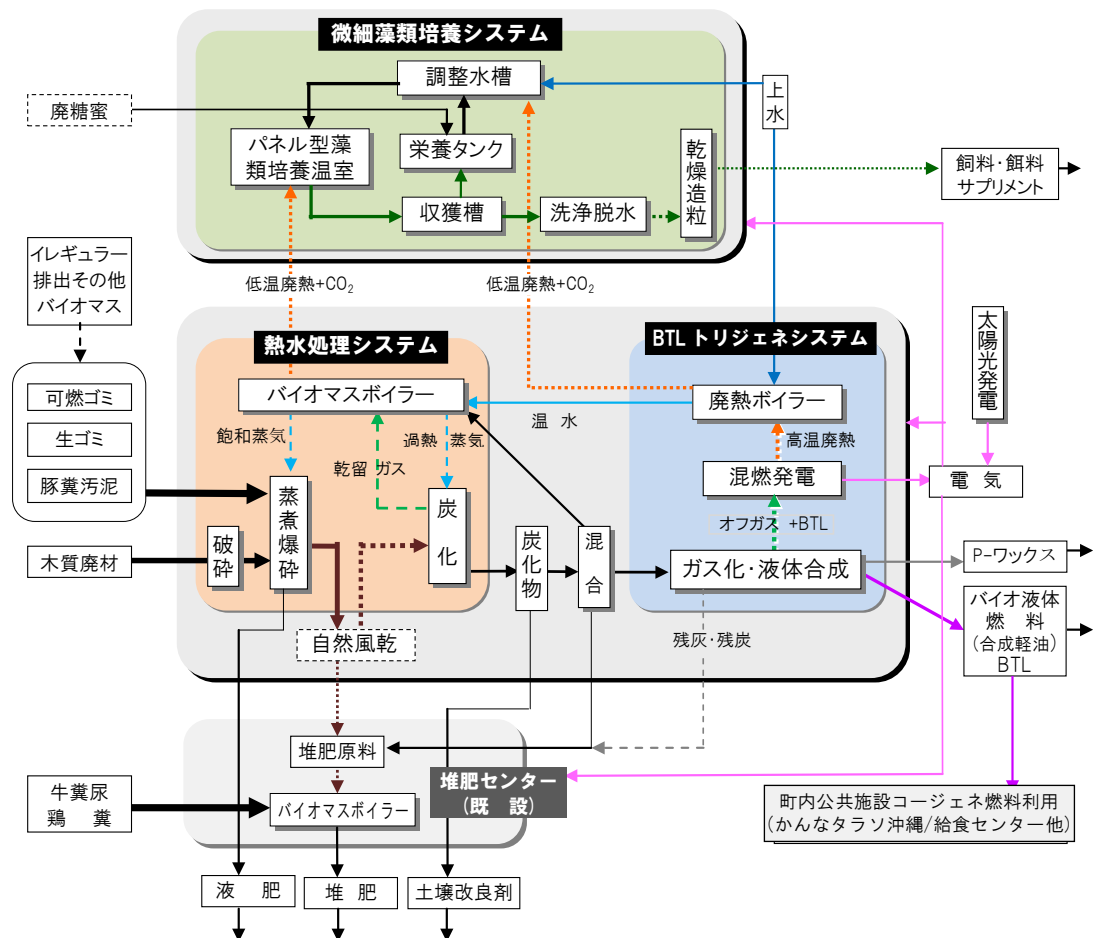 微細藻類培養システム
調整水槽
上
水
廃糖蜜
パネル型藻
類培養温室
栄養タンク
乾
燥
造
粒
飼料・餌料
サプリメント
収獲槽
洗浄脱水
イレギュラー
排出その他
バイオマス
低温廃熱+CO₂
低温廃熱+CO₂
熱水処理システム
BTLトリジェネシステム
太
陽
光
発
電
可燃ゴミ
生ゴミ
豚糞汚泥
バイオマスボイラー
廃熱ボイラー
温 水
飽和蒸気
過熱 蒸気
高温廃熱
乾留 ガス
混燃発電
電 気
蒸
煮
爆
砕
炭
化
オフガス +BTL
木質廃材
破
砕
炭
化
物
混
合
ガス化・液体合成
P-ワックス
バイオ液体
燃 料
(合成軽油)
BTL
自然風乾
残灰・残炭
堆肥原料
堆肥センター
(既 設)
牛糞尿
鶏 糞
バイオマスボイラー
町内公共施設コージェネ燃料利用
(かんなタラソ沖縄/給食センター他)
液 肥
堆 肥
土壌改良剤